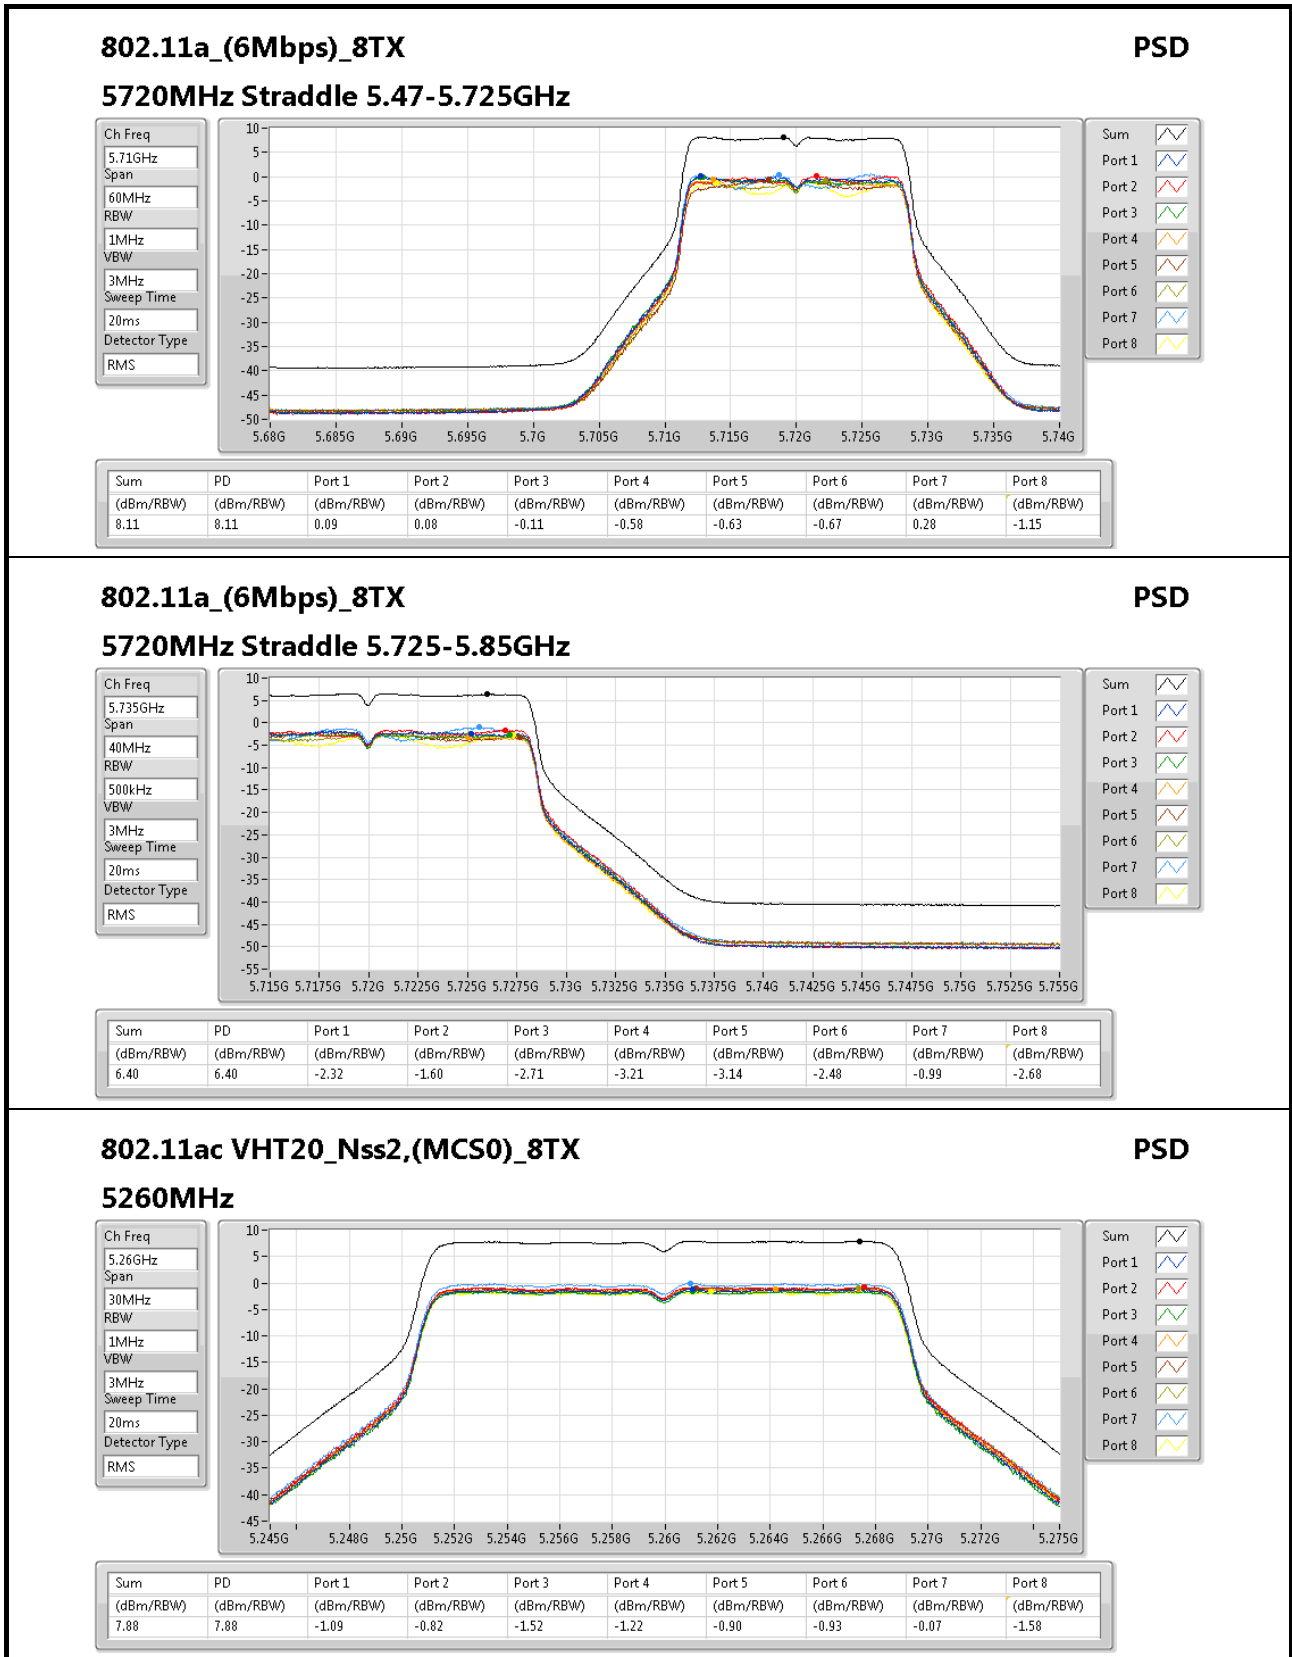 802.11a_(6Mbps)_8TX PSD
5720MHz Straddle 5.47-5.725GHz
Ch Freq
5.71GHz
Span
60MHz
RBW
1MHz
VBW
3MHz
Sweep Time
20ms
Detector Type
RMS
10
5
0
-5
-10
-15
-20
-25
-30
-35
-40
-45
-50
5.68G 5.685G 5.69G 5.695G 5.7G 5.705G 5.71G 5.715G 5.72G 5.725G 5.73G 5.735G 5.74G
Sum
Port 1
Port 2
Port 3
Port 4
Port 5
Port 6
Port 7
Port 8
Sum PD Port 1 Port 2 Port 3 Port 4 Port 5 Port 6 Port 7 Port 8
(dBm/RBW) (dBm/RBW) (dBm/RBW) (dBm/RBW) (dBm/RBW) (dBm/RBW) (dBm/RBW) (dBm/RBW) (dBm/RBW) (dBm/RBW)
8.11 8.11 0.09 0.08 -0.11 -0.58 -0.63 -0.67 0.28 -1.15
802.11a_(6Mbps)_8TX PSD
5720MHz Straddle 5.725-5.85GHz
Ch Freq
5.735GHz
Span
40MHz
RBW
500kHz
VBW
3MHz
Sweep Time
20ms
Detector Type
RMS
10
5
0
-5
-10
-15
-20
-25
-30
-35
-40
-45
-50
-55
5.715G 5.7175G 5.72G 5.7225G 5.725G 5.7275G 5.73G 5.7325G 5.735G 5.7375G 5.74G 5.7425G 5.745G 5.7475G 5.75G 5.7525G 5.755G
Sum
Port 1
Port 2
Port 3
Port 4
Port 5
Port 6
Port 7
Port 8
Sum PD Port 1 Port 2 Port 3 Port 4 Port 5 Port 6 Port 7 Port 8
(dBm/RBW) (dBm/RBW) (dBm/RBW) (dBm/RBW) (dBm/RBW) (dBm/RBW) (dBm/RBW) (dBm/RBW) (dBm/RBW) (dBm/RBW)
6.40 6.40 -2.32 -1.60 -2.71 -3.21 -3.14 -2.48 -0.99 -2.68
802.11ac VHT20_Nss2,(MCS0)_8TX PSD
5260MHz
Ch Freq
5.26GHz
Span
30MHz
RBW
1MHz
VBW
3MHz
Sweep Time
20ms
Detector Type
RMS
10
5
0
-5
-10
-15
-20
-25
-30
-35
-40
-45
5.245G 5.248G 5.25G 5.252G 5.254G 5.256G 5.258G 5.26G 5.262G 5.264G 5.266G 5.268G 5.27G 5.272G 5.275G
Sum
Port 1
Port 2
Port 3
Port 4
Port 5
Port 6
Port 7
Port 8
Sum PD Port 1 Port 2 Port 3 Port 4 Port 5 Port 6 Port 7 Port 8
(dBm/RBW) (dBm/RBW) (dBm/RBW) (dBm/RBW) (dBm/RBW) (dBm/RBW) (dBm/RBW) (dBm/RBW) (dBm/RBW) (dBm/RBW)
7.88 7.88 -1.09 -0.82 -1.52 -1.22 -0.90 -0.93 -0.07 -1.58